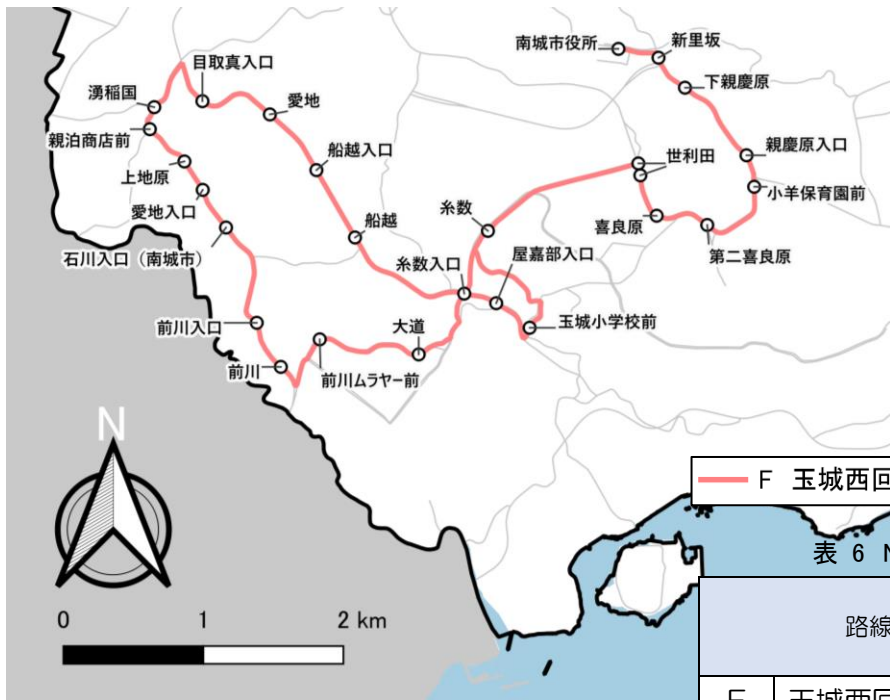 南城市役所
新里坂
目取真入口
下親慶原
湧稲国
愛地
親泊商店前
船越入口
世利田
親慶原入口
上地原
小羊保育園前
愛地入口
糸数
喜良原
船越
屋嘉部入口
第二喜良原
石川入口（南城市）
糸数入口
前川入口
大道
玉城小学校前
前川
前川ムラヤー前
N
F 玉城西回
表 6 N
0 1 2 km
路線
F 玉城西回